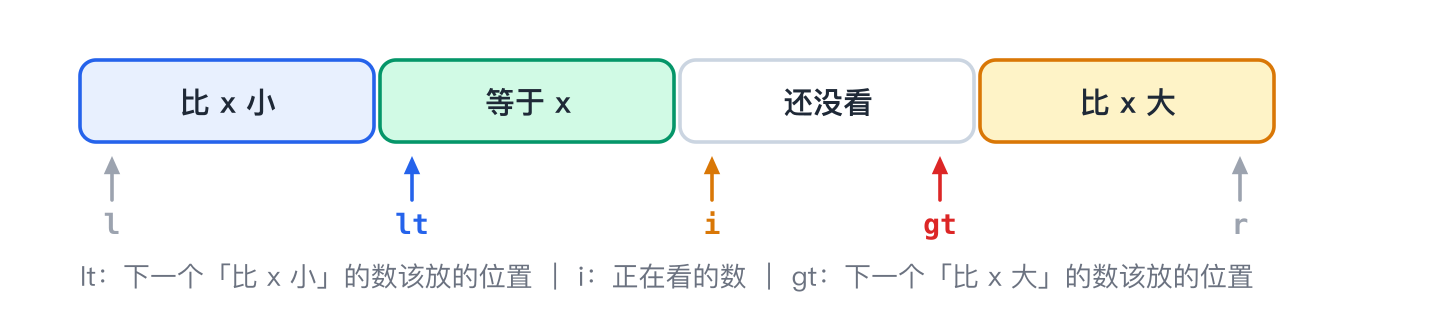 比 x 小 等于 x 还没看 比 x 大
l lt i gt r
lt：下一个「比 x 小」的数该放的位置 ｜ i：正在看的数 ｜ gt：下一个「比 x 大」的数该放的位置